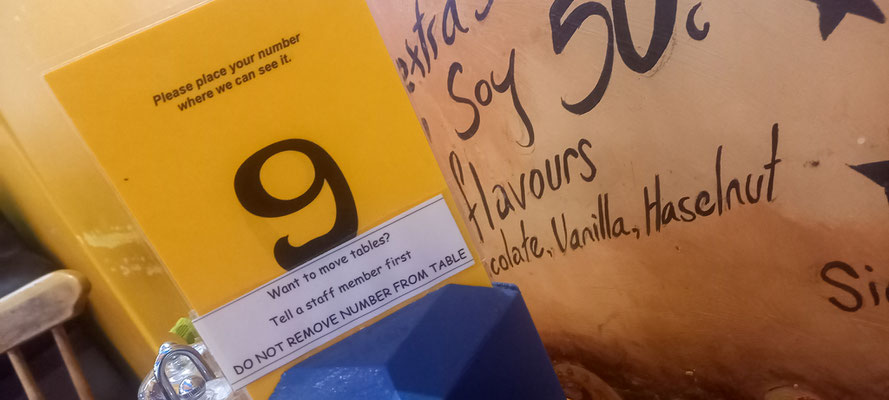 Please place your number
where we can see it.
9
Want to move tables?
Tell a staff member first
DO NOT REMOVE NUMBER FROM TABLE
extra
Soy 50c
flavours
colate, Vanilla, Haselnut